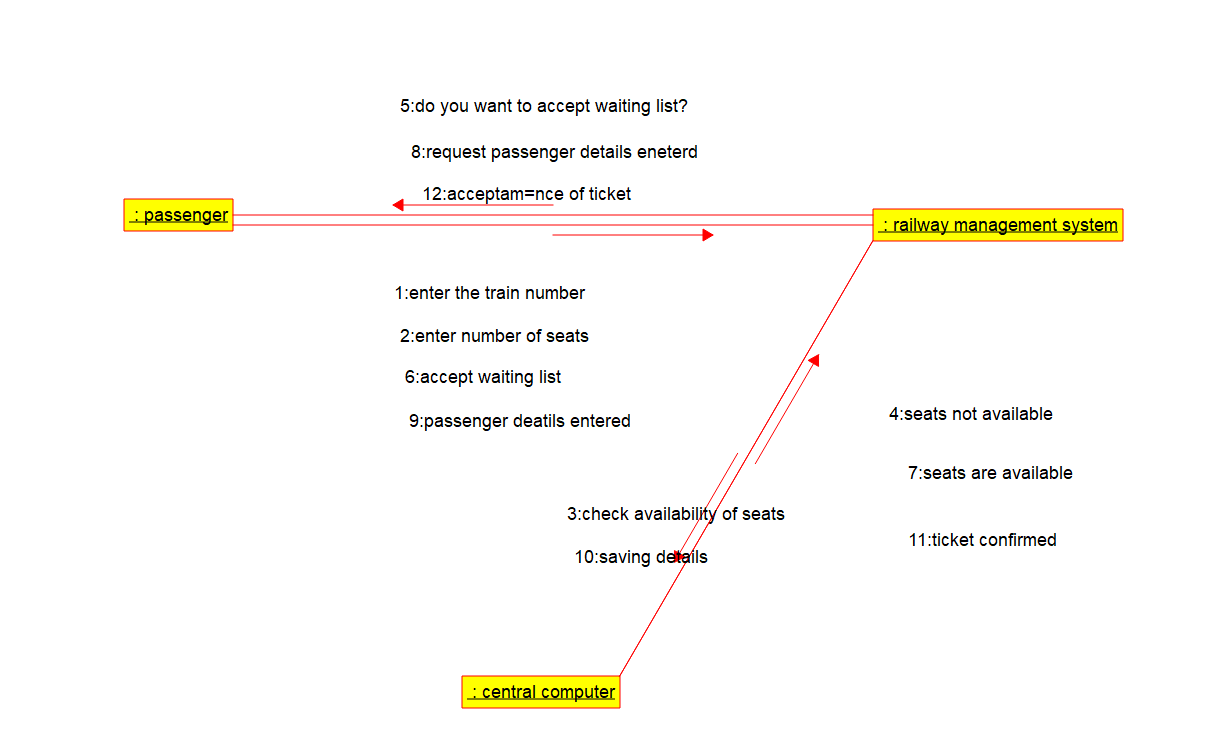 5:do you want to accept waiting list?
8:request passenger details eneterd
12:acceptam=nce of ticket
: passenger
: railway management system
1:enter the train number
2:enter number of seats
6:accept waiting list
9:passenger deatils entered
4:seats not available
7:seats are available
3:check availability of seats
11:ticket confirmed
10:saving details
: central computer